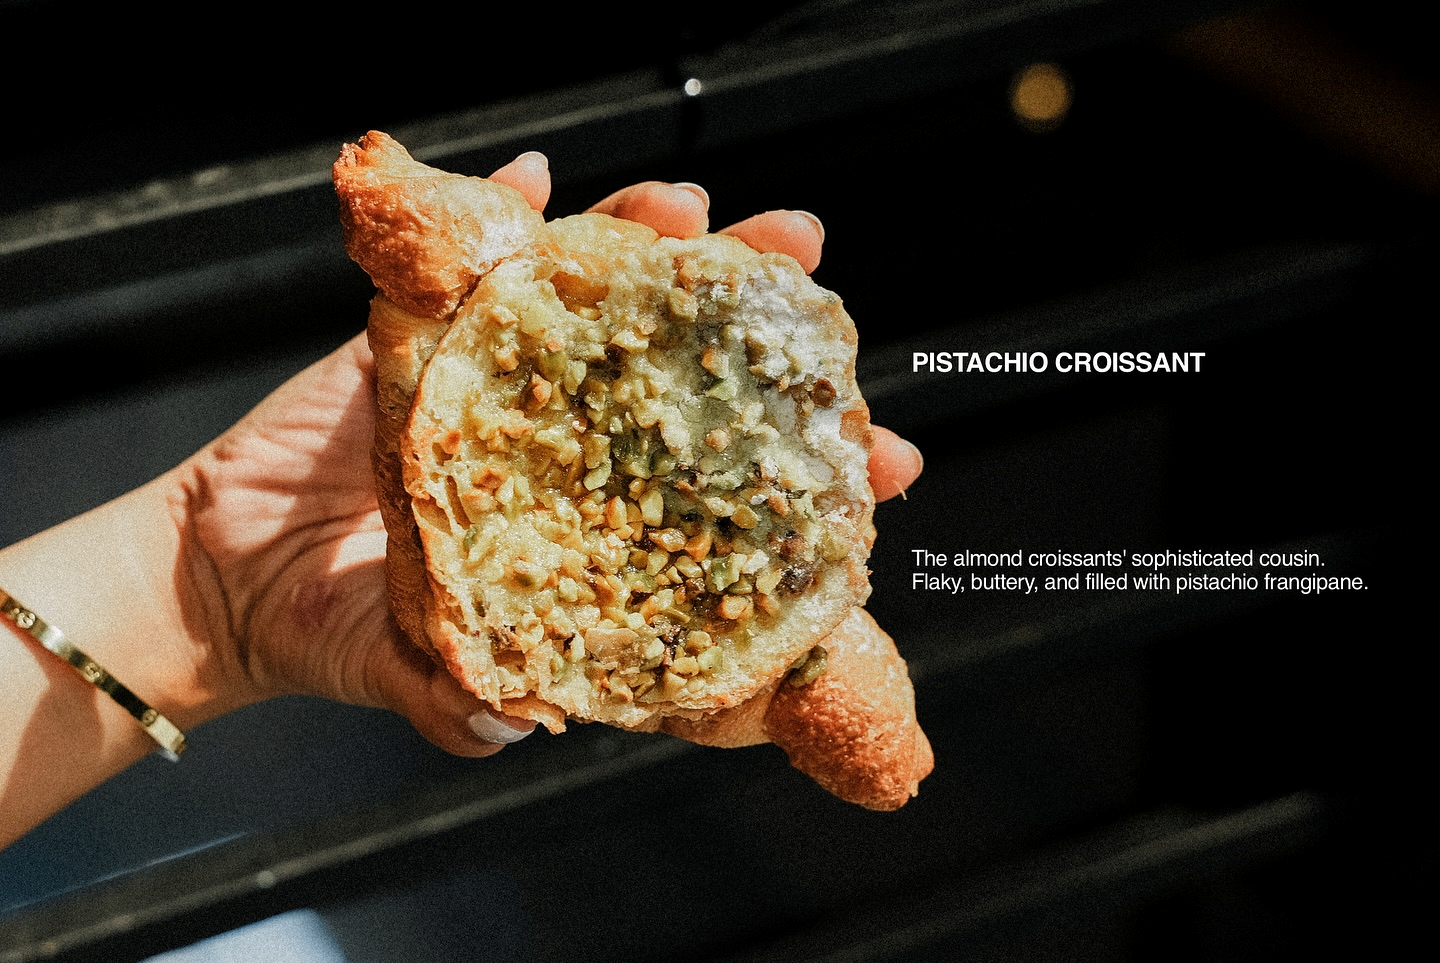 PISTACHIO CROISSANT
The almond croissants' sophisticated cousin.
Flaky, buttery, and filled with pistachio frangipane.